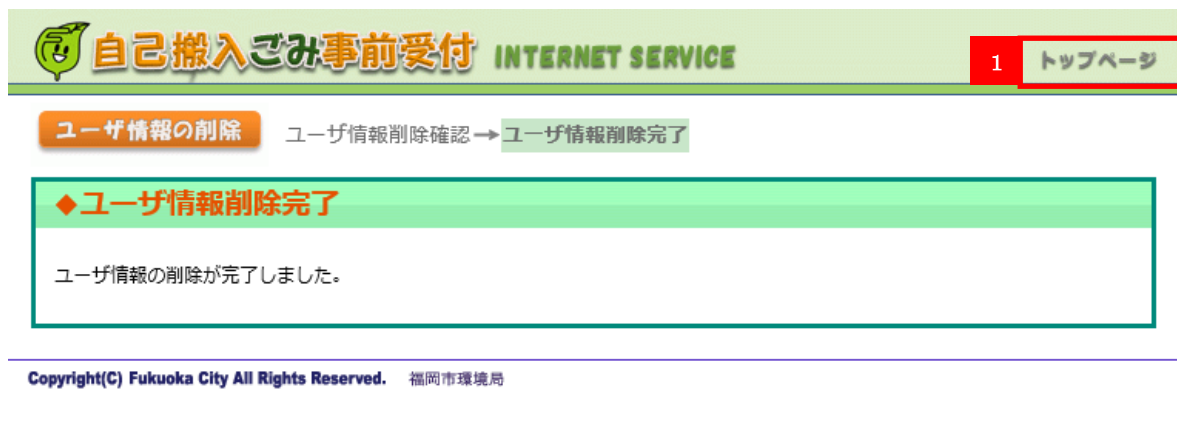 自己搬入ごみ事前受付 INTERNET SERVICE
1 トップページ
ユーザ情報の削除 ユーザ情報削除確認→ユーザ情報削除完了
◆ユーザ情報削除完了
ユーザ情報の削除が完了しました。
Copyright(C) Fukuoka City All Rights Reserved. 福岡市環境局